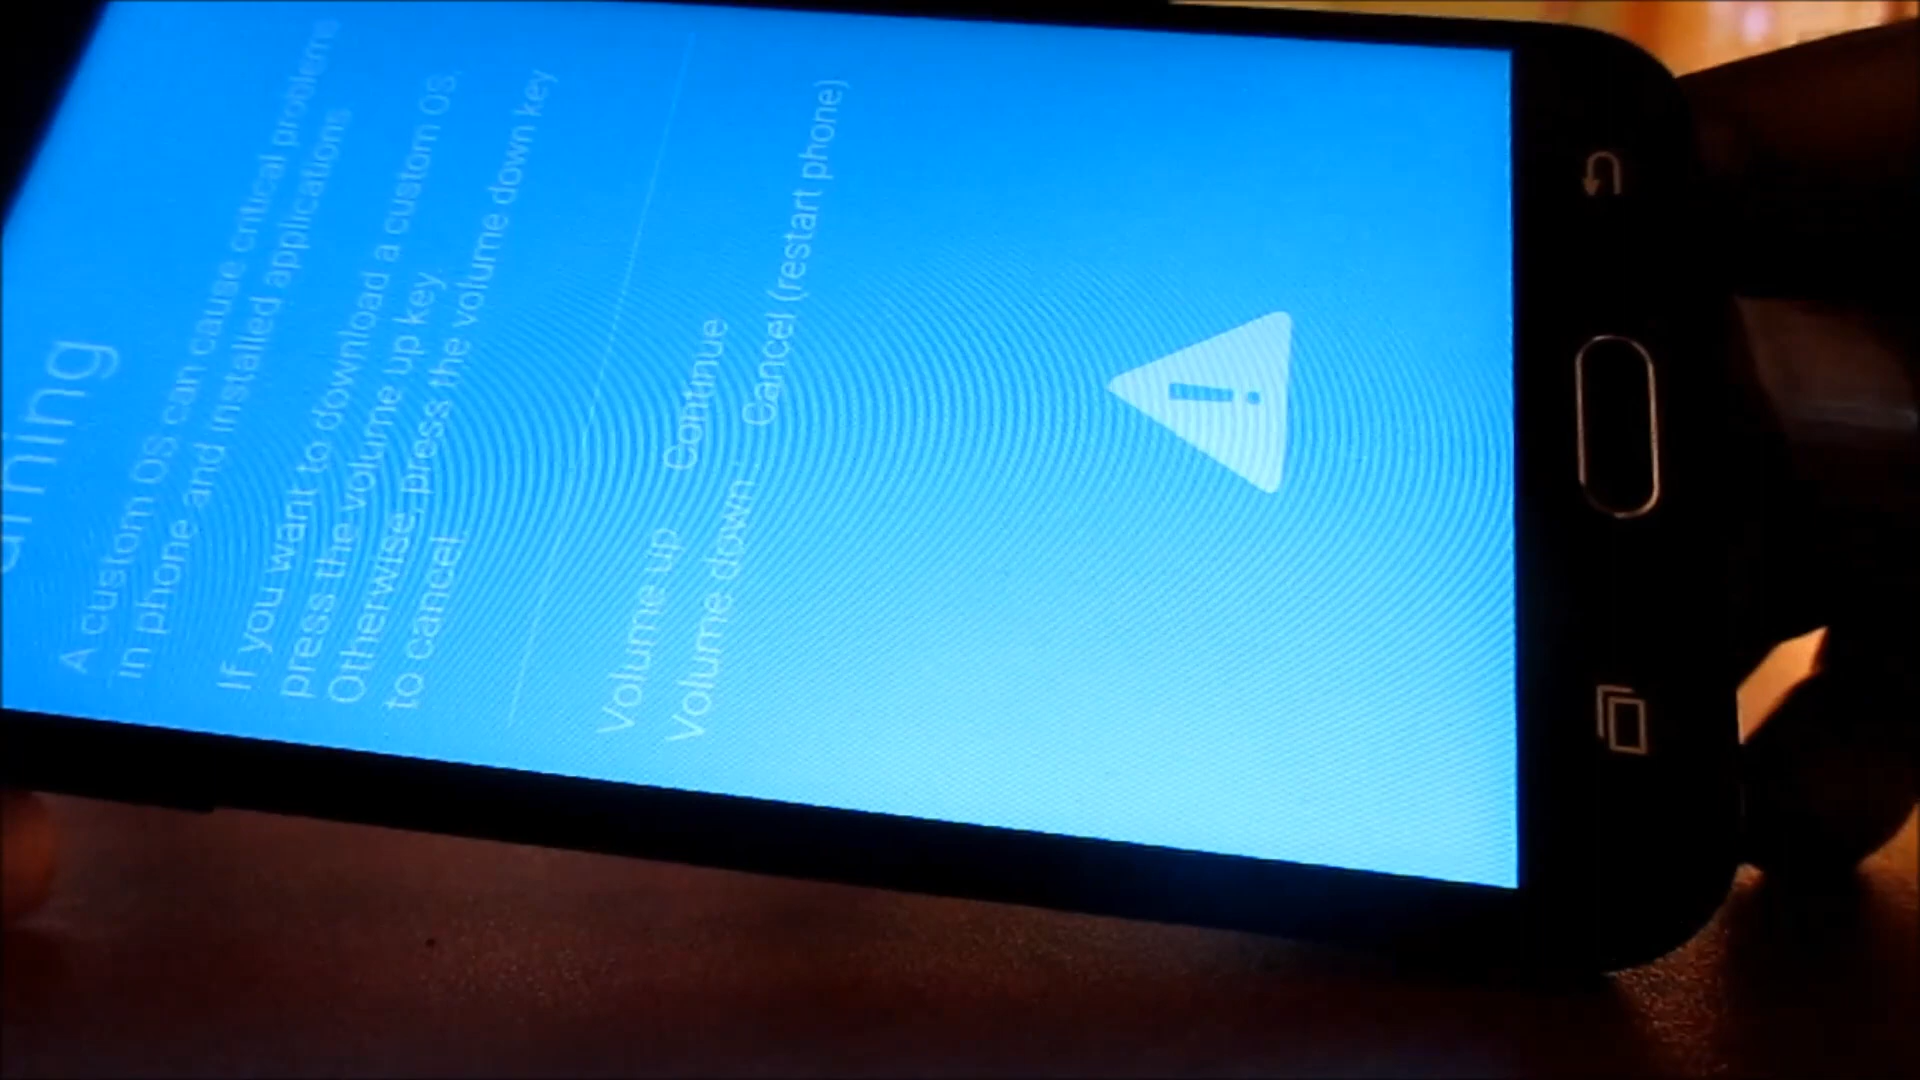 arning
A custom OS can cause critical problems
in phone and installed applications
If you want to download a custom OS,
press the volume up key
Otherwise, press the volume down key
to cancel.
Volume up: Continue
Volume down: Cancel (restart phone)